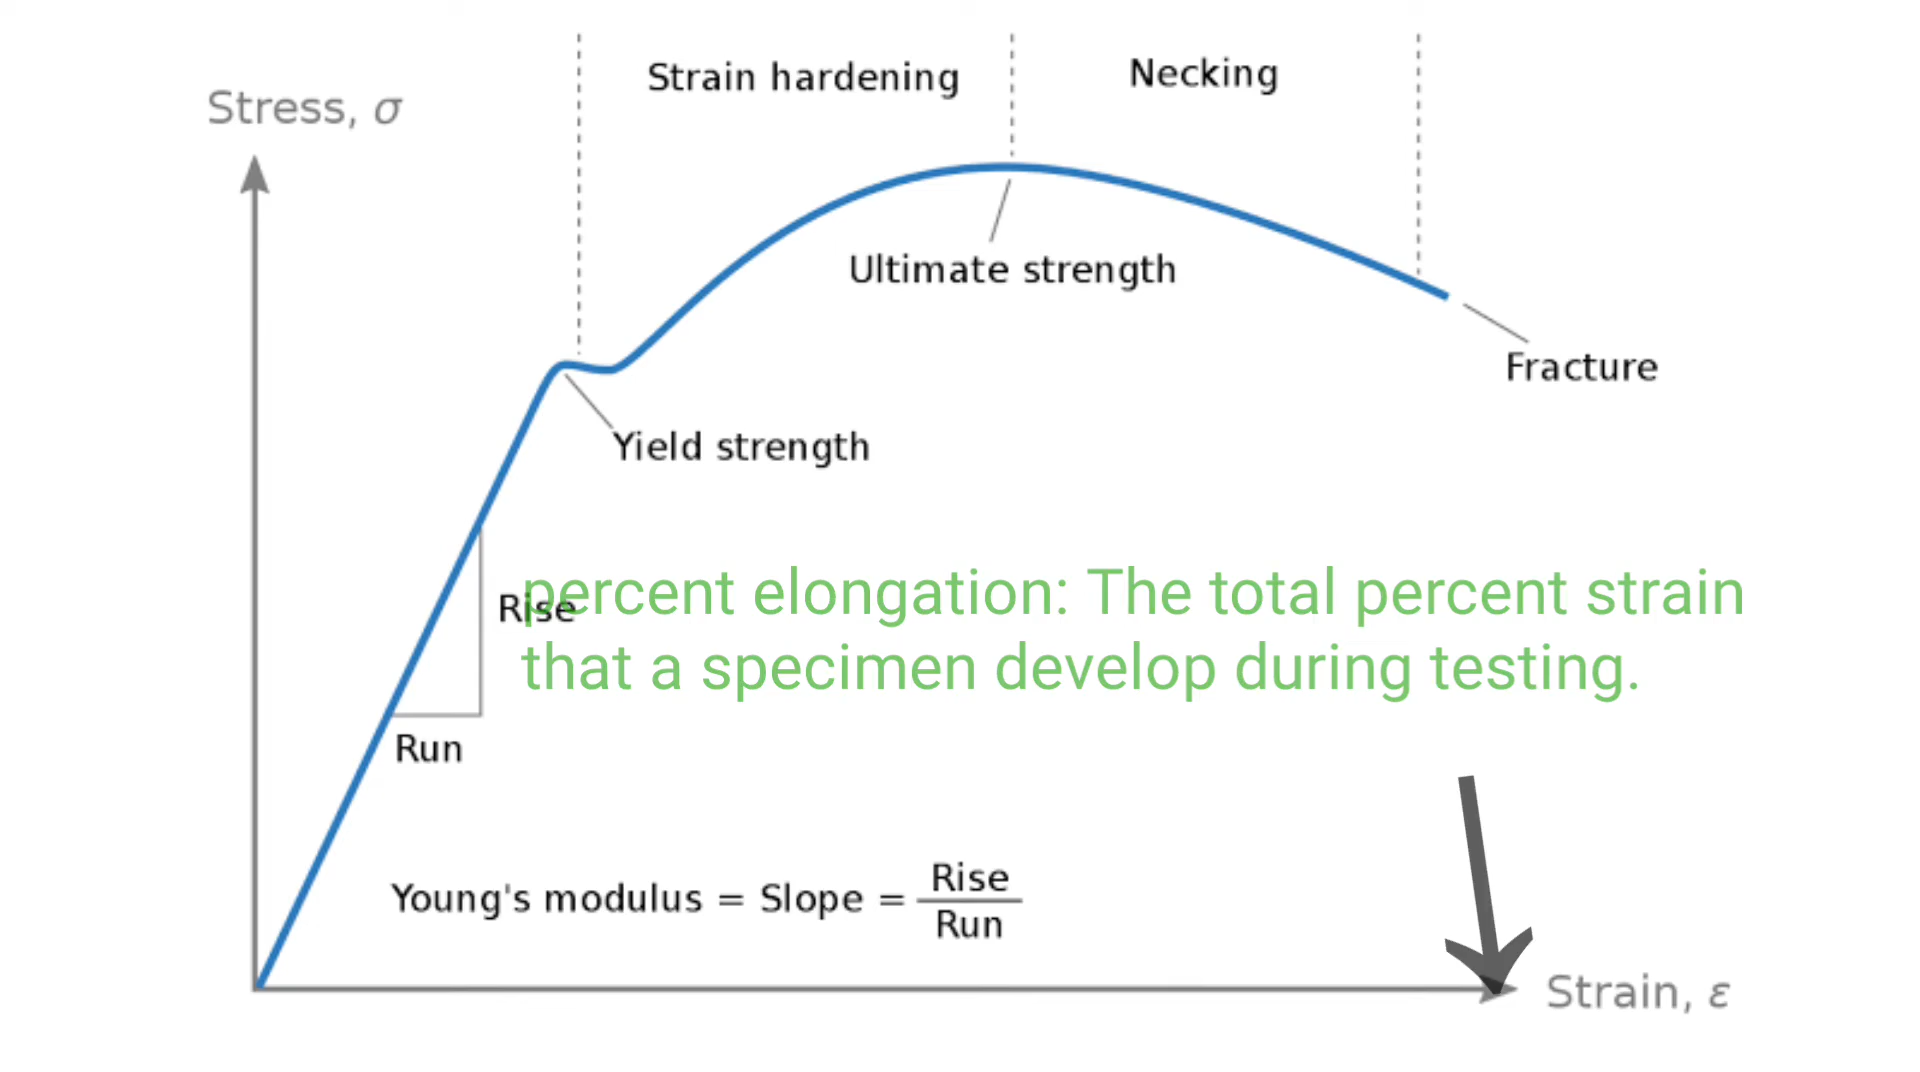 Strain hardening
Necking
Stress, σ
Ultimate strength
Fracture
Yield strength
Rise
percent elongation: The total percent strain
that a specimen develop during testing.
Run
Young's modulus = Slope = Rise
Run
Strain, ε